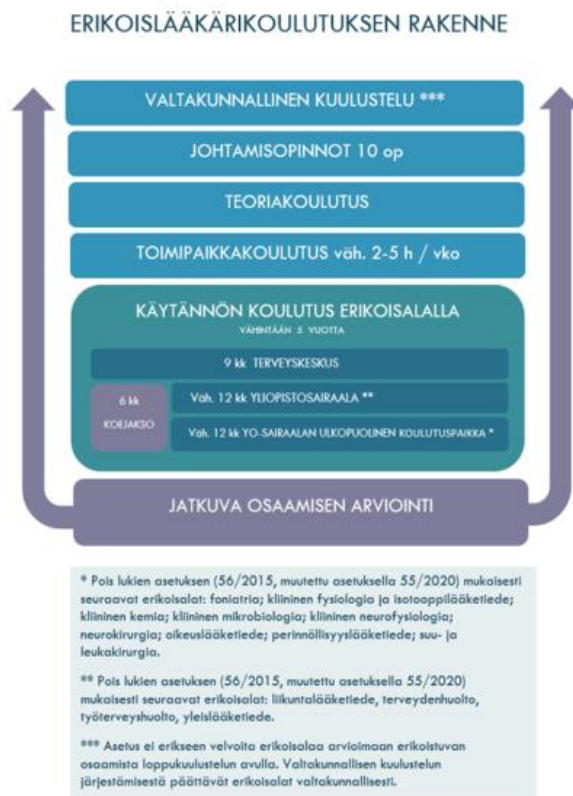 ERIKOISLÄÄKÄRIKOULUTUKSEN RAKENNE
VALTAKUNNALLINEN KUULUSTELU ***
JOHTAMISOPINNOT 10 op
TEORIAKOULUTUS
TOIMIPAIKKAKOULUTUS väh. 2-5 h / vko
KÄYTÄNNÖN KOULUTUS ERIKOISALALLA
VÄHINTÄÄN 5 VUOTTA
9 kk TERVEYSKESKUS
6 kk
KOEJAKSO
Väh. 12 kk YLIOPISTOSAIRAALA **
Väh. 12 kk YO-SAIRAALAN ULKOPUOLINEN KOULUTUSPAIKKA *
JATKUVA OSAAMISEN ARVIOINTI
* Pois lukien asetuksen (56/2015, muutettu asetuksella 55/2020) mukaisesti
seuraavat erikoisalat: foniatria; kliininen fysiologia ja isotooppilääketiede;
kliininen kemia; kliininen mikrobiologia; kliininen neurofysiologia;
neurokirurgia; oikeuslääketiede; perinnöllisyyslääketiede; suu- ja
leukakirurgia.
** Pois lukien asetuksen (56/2015, muutettu asetuksella 55/2020)
mukaisesti seuraavat erikoisalat: liikuntalääketiede, terveydenhuolto,
työterveyshuolto, yleislääketiede.
*** Asetus ei erikseen velvoita erikoisalaa arvioimaan erikoistuvan
osaamista loppukuulustelun avulla. Valtakunnallisen kuulustelun
järjestämisestä päättävät erikoisalat valtakunnallisesti.